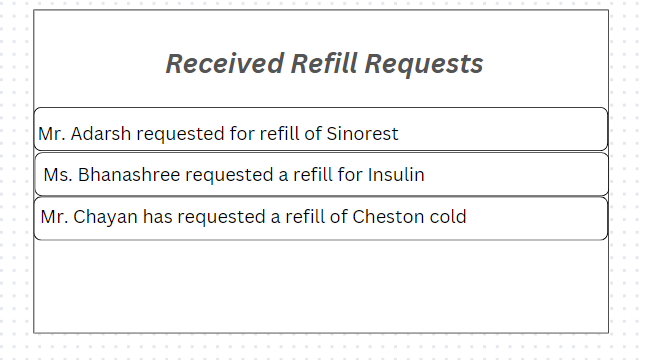 Received Refill Requests
Mr. Adarsh requested for refill of Sinorest
Ms. Bhanashree requested a refill for Insulin
Mr. Chayan has requested a refill of Cheston cold